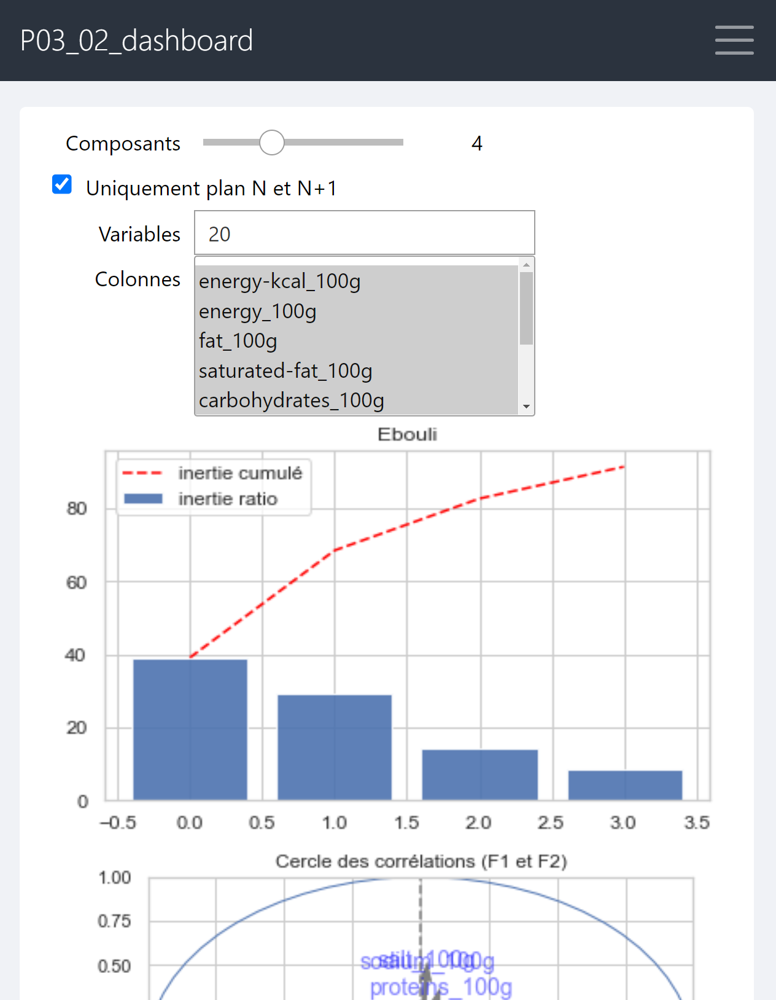 P03_02_dashboard
Composants 4
Uniquement plan N et N+1
Variables 20
Colonnes energy-kcal_100g
energy_100g
fat_100g
saturated-fat_100g
carbohydrates_100g
Ebouli
inertie cumulé
inertie ratio
80
60
40
20
0
−0.5 0.0 0.5 1.0 1.5 2.0 2.5 3.0 3.5
Cercle des corrélations (F1 et F2)
1.00
0.75
0.50
salt_100g
sodium_100g
proteins_100g